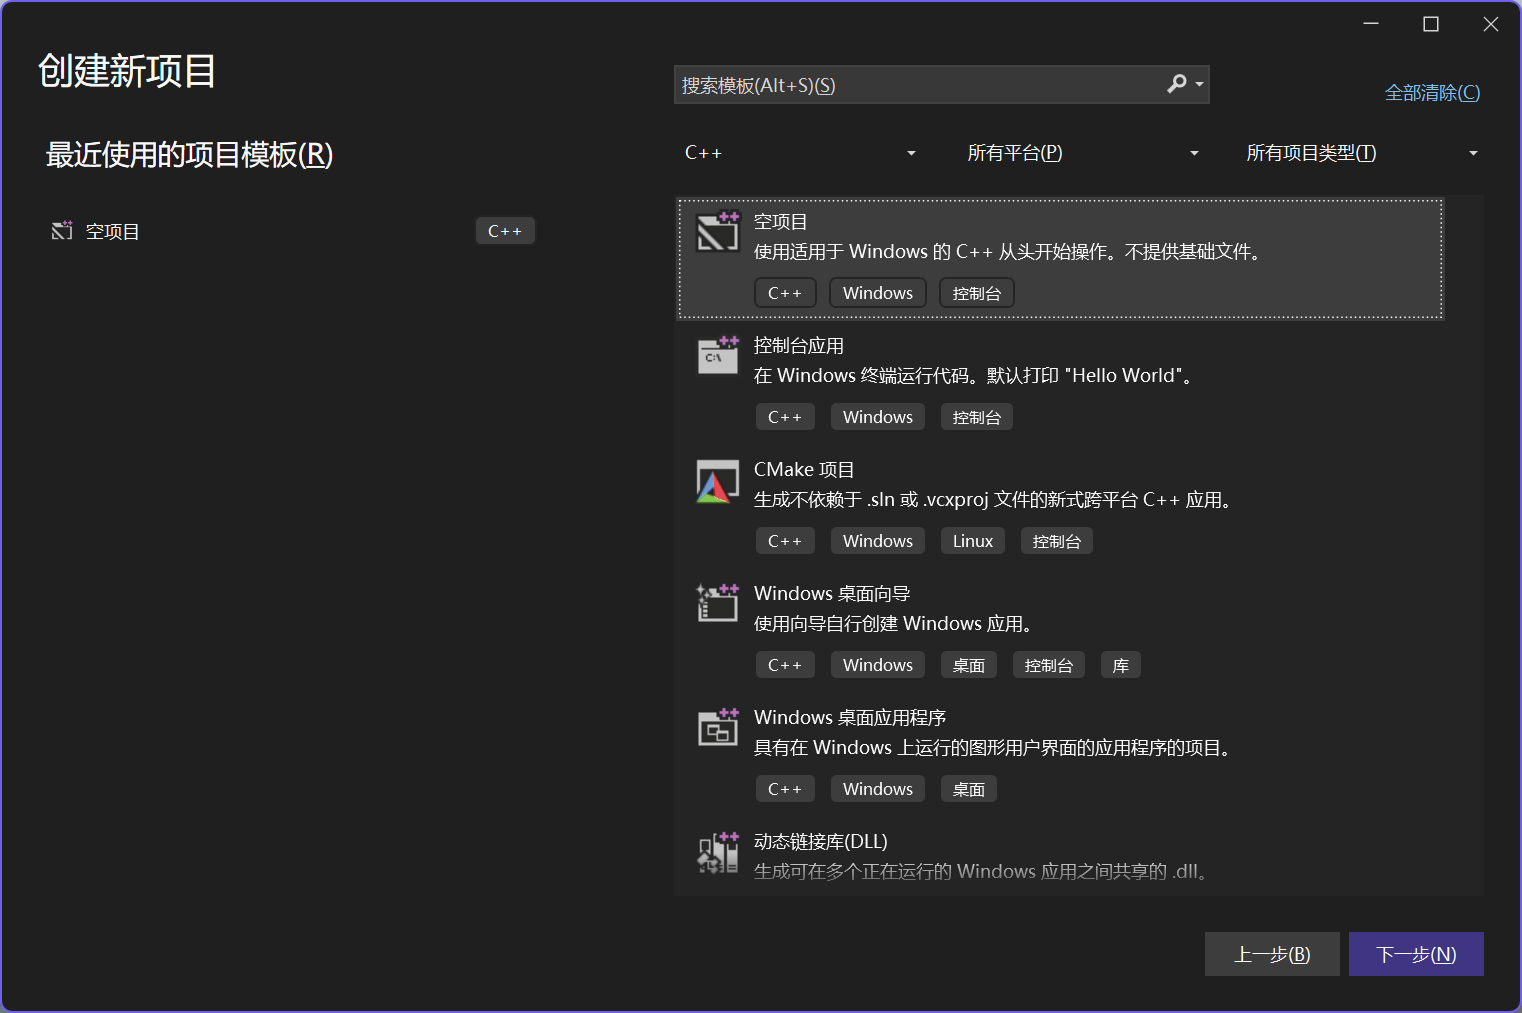 创建新项目
搜索模板(Alt+S)(S)
全部清除(C)
最近使用的项目模板(R)
C++
所有平台(P)
所有项目类型(T)
空项目
C++
空项目
使用适用于 Windows 的 C++ 从头开始操作。不提供基础文件。
C++ Windows 控制台
控制台应用
在 Windows 终端运行代码。默认打印 "Hello World"。
C++ Windows 控制台
CMake 项目
生成不依赖于 .sln 或 .vcxproj 文件的新式跨平台 C++ 应用。
C++ Windows Linux 控制台
Windows 桌面向导
使用向导自行创建 Windows 应用。
C++ Windows 桌面 控制台 库
Windows 桌面应用程序
具有在 Windows 上运行的图形用户界面的应用程序的项目。
C++ Windows 桌面
动态链接库(DLL)
生成可在多个正在运行的 Windows 应用之间共享的 .dll。
上一步(B)
下一步(N)